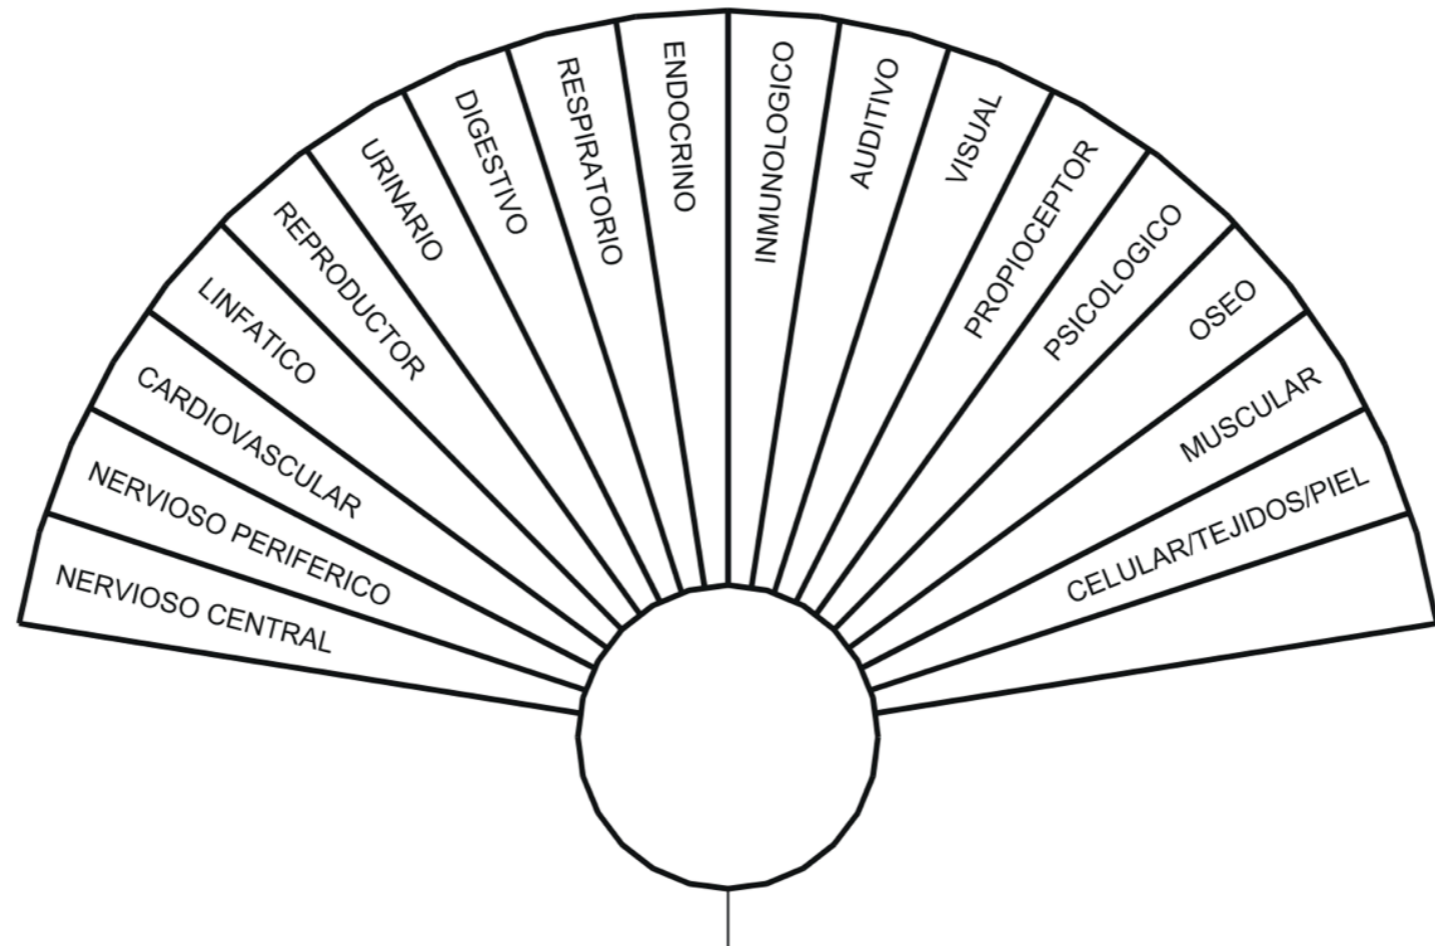 NERVIOSO CENTRAL
NERVIOSO PERIFERICO
CARDIOVASCULAR
LINFATICO
REPRODUCTOR
URINARIO
DIGESTIVO
RESPIRATORIO
ENDOCRINO
INMUNOLOGICO
AUDITIVO
VISUAL
PROPIOCEPTOR
PSICOLOGICO
OSEO
MUSCULAR
CELULAR/TEJIDOS/PIEL